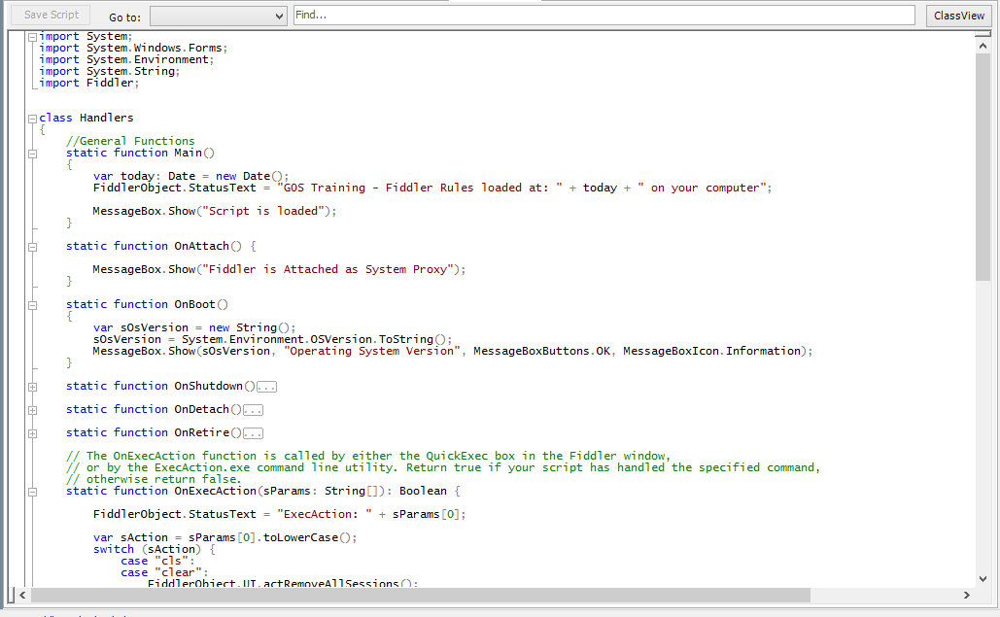 Save Script Go to: Find... ClassView
import System;
import System.Windows.Forms;
import System.Environment;
import System.String;
import Fiddler;
class Handlers
{
//General Functions
static function Main()
{
var today: Date = new Date();
FiddlerObject.StatusText = "GOS Training - Fiddler Rules loaded at: " + today + " on your computer";
MessageBox.Show("Script is loaded");
}
static function OnAttach() {
MessageBox.Show("Fiddler is Attached as System Proxy");
}
static function OnBoot()
{
var sOsVersion = new String();
sOsVersion = System.Environment.OSVersion.ToString();
MessageBox.Show(sOsVersion, "Operating System Version", MessageBoxButtons.OK, MessageBoxIcon.Information);
}
static function OnShutdown()...
static function OnDetach()...
static function OnRetire()...
// The OnExecAction function is called by either the QuickExec box in the Fiddler window,
// or by the ExecAction.exe command line utility. Return true if your script has handled the specified command,
// otherwise return false.
static function OnExecAction(sParams: String[]): Boolean {
FiddlerObject.StatusText = "ExecAction: " + sParams[0];
var sAction = sParams[0].toLowerCase();
switch (sAction) {
case "cls":
case "clear":
FiddlerObject.UI.actRemoveAllSessions();